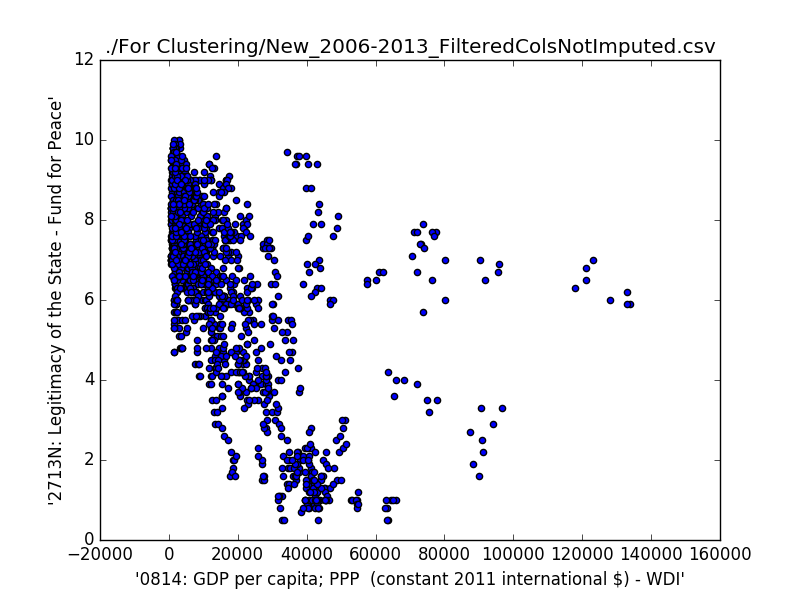 ./For Clustering/New_2006-2013_FilteredColsNotImputed.csv
12
10
8
6
4
2
0
'2713N: Legitimacy of the State - Fund for Peace'
−20000 0 20000 40000 60000 80000 100000 120000 140000 160000
'0814: GDP per capita; PPP  (constant 2011 international $) - WDI'